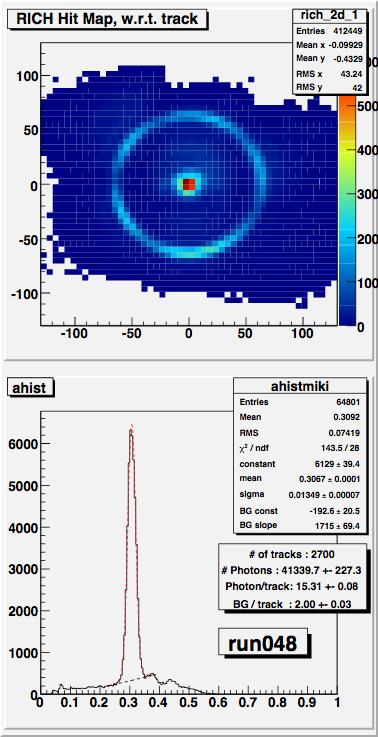 RICH Hit Map, w.r.t. track
rich_2d_1
Entries 412449
Mean x -0.09929
Mean y -0.4329
RMS x 43.24
RMS y 42
100
50
0
-50
-100
-100 -50 0 50 100
500
400
300
200
100
0
ahist
ahistmiki
Entries 64801
Mean 0.3092
RMS 0.07419
χ² / ndf 143.5 / 28
constant 6129 ± 39.4
mean 0.3067 ± 0.0001
sigma 0.01349 ± 0.00007
BG const -192.6 ± 20.5
BG slope 1715 ± 69.4
# of tracks : 2700
# Photons : 41339.7 +- 227.3
Photon/track: 15.31 +- 0.08
BG / track : 2.00 +- 0.03
run048
6000
5000
4000
3000
2000
1000
0
0 0.1 0.2 0.3 0.4 0.5 0.6 0.7 0.8 0.9 1